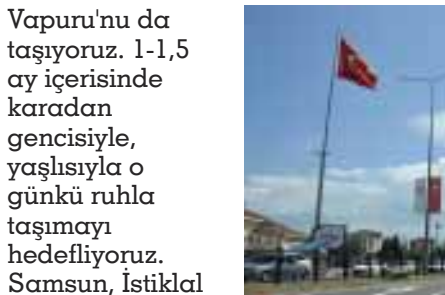 Vapuru'nu da
taşıyoruz. 1-1,5
ay içerisinde
karadan
gencisiyle,
yaşlısıyla o
günkü ruhla
taşımayı
hedefliyoruz.
Samsun, İstiklal